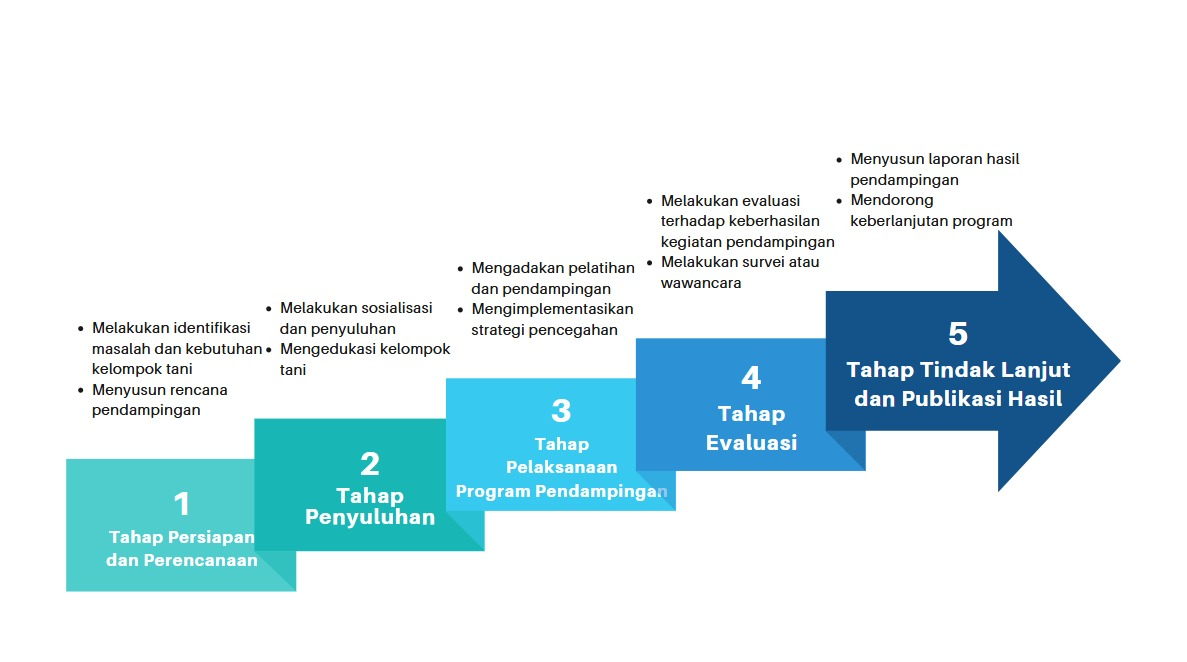 • Melakukan identifikasi
masalah dan kebutuhan
kelompok tani
• Menyusun rencana
pendampingan
1
Tahap Persiapan
dan Perencanaan
• Melakukan sosialisasi
dan penyuluhan
• Mengedukasi kelompok
tani
2
Tahap
Penyuluhan
• Mengadakan pelatihan
dan pendampingan
• Mengimplementasikan
strategi pencegahan
3
Tahap
Pelaksanaan
Program Pendampingan
• Melakukan evaluasi
terhadap keberhasilan
kegiatan pendampingan
• Melakukan survei atau
wawancara
4
Tahap
Evaluasi
• Menyusun laporan hasil
pendampingan
• Mendorong
keberlanjutan program
5
Tahap Tindak Lanjut
dan Publikasi Hasil